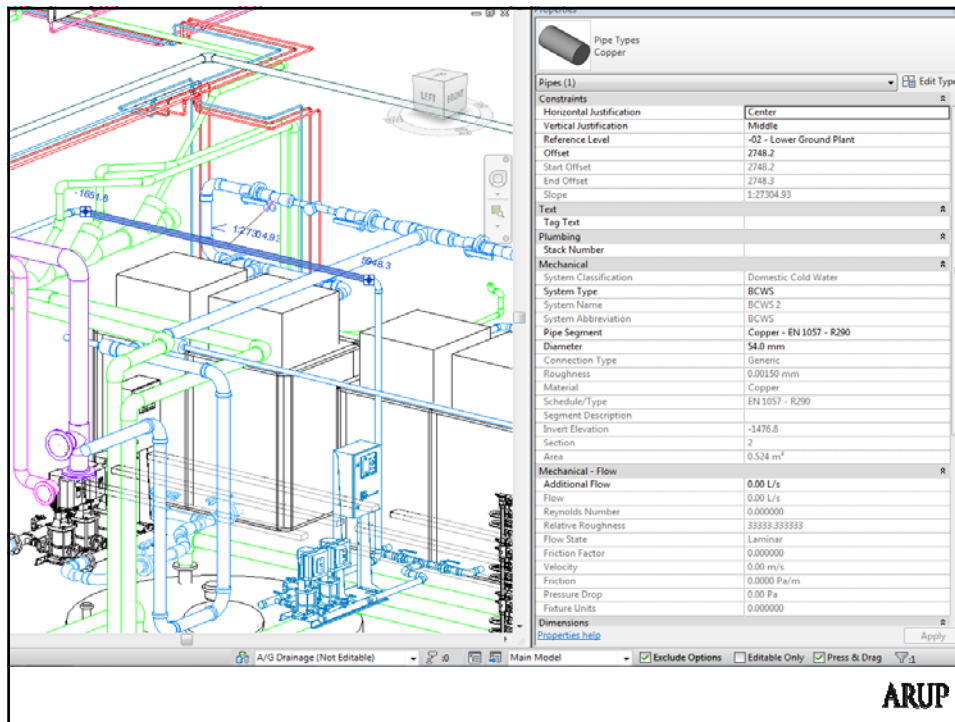 Properties
Pipe Types
Copper
Pipes (1)
Edit Type
Constraints
Horizontal Justification Center
Vertical Justification Middle
Reference Level -02 - Lower Ground Plant
Offset 2748.2
Start Offset 2748.2
End Offset 2748.3
Slope 1:27304.93
Text
Tag Text
Plumbing
Stack Number
Mechanical
System Classification Domestic Cold Water
System Type BCWS
System Name BCWS 2
System Abbreviation BCWS
Pipe Segment Copper - EN 1057 - R290
Diameter 54.0 mm
Connection Type Generic
Roughness 0.00150 mm
Material Copper
Schedule/Type EN 1057 - R290
Segment Description
Invert Elevation -1476.8
Section 2
Area 0.524 m²
Mechanical - Flow
Additional Flow 0.00 L/s
Flow 0.00 L/s
Reynolds Number 0.000000
Relative Roughness 33333.333333
Flow State Laminar
Friction Factor 0.000000
Velocity 0.00 m/s
Friction 0.0000 Pa/m
Pressure Drop 0.00 Pa
Fixture Units 0.000000
Dimensions
Properties help
Apply
LEFT FRONT
-1651.8
1:27304.93
5948.3
A/G Drainage (Not Editable)
:0
Main Model
Exclude Options
Editable Only
Press & Drag
:1
ARUP